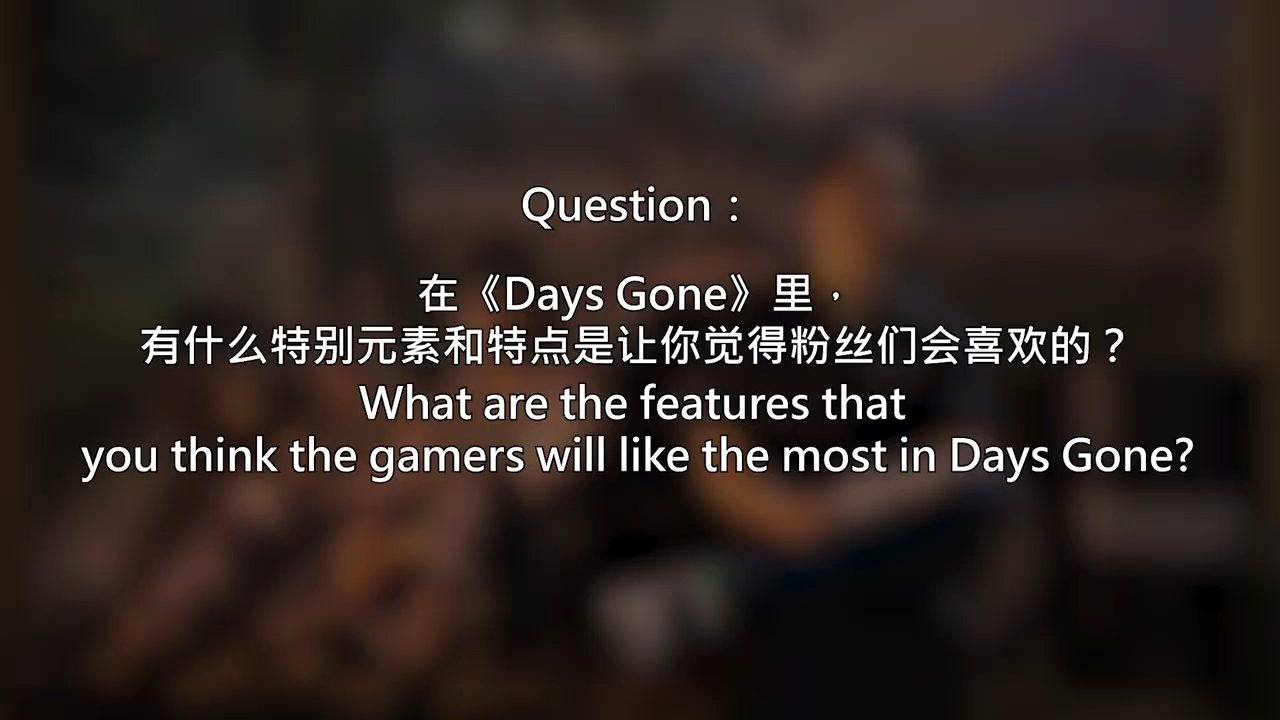 Question：
在《Days Gone》里，
有什么特别元素和特点是让你觉得粉丝们会喜欢的？
What are the features that
you think the gamers will like the most in Days Gone?